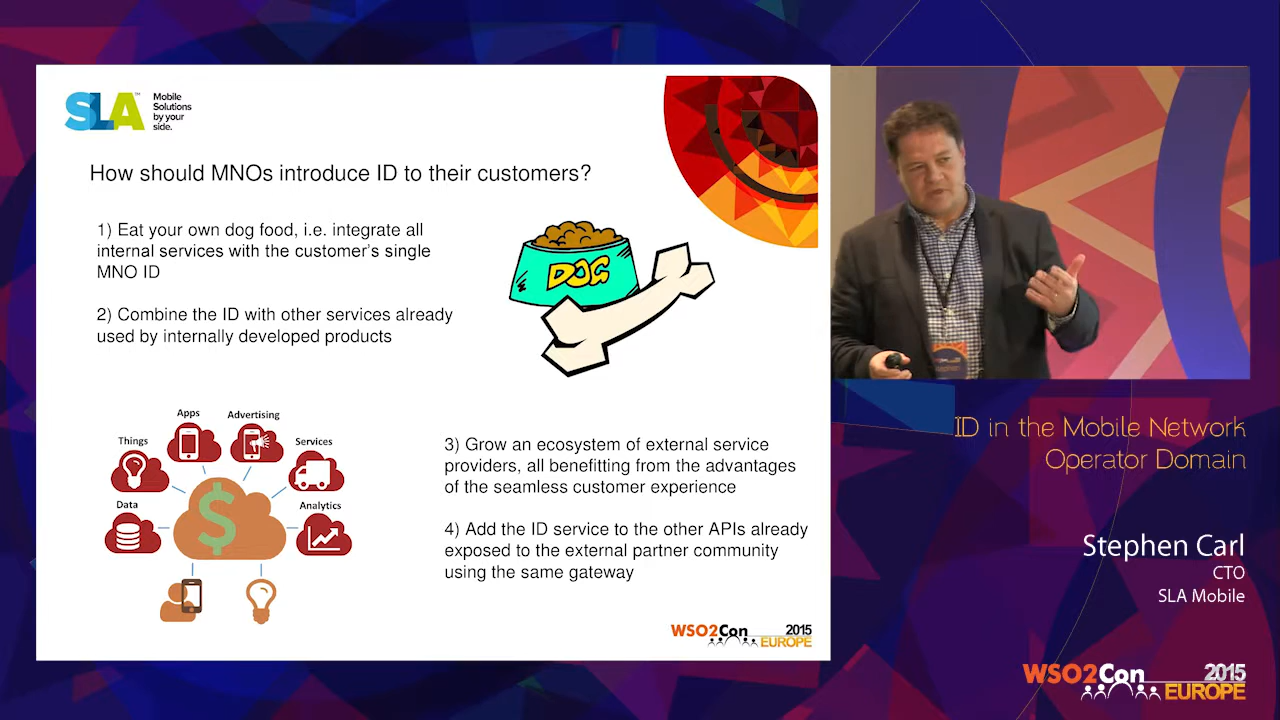 SLA
Mobile
Solutions
by your
side.
How should MNOs introduce ID to their customers?
1) Eat your own dog food, i.e. integrate all
internal services with the customer's single
MNO ID
2) Combine the ID with other services already
used by internally developed products
DOG
Apps
Advertising
Things
Services
Data
Analytics
$
3) Grow an ecosystem of external service
providers, all benefitting from the advantages
of the seamless customer experience
4) Add the ID service to the other APIs already
exposed to the external partner community
using the same gateway
WSO2Con 2015
EUROPE
ID in the Mobile Network
Operator Domain
Stephen Carl
CTO
SLA Mobile
WSO2Con 2015
EUROPE